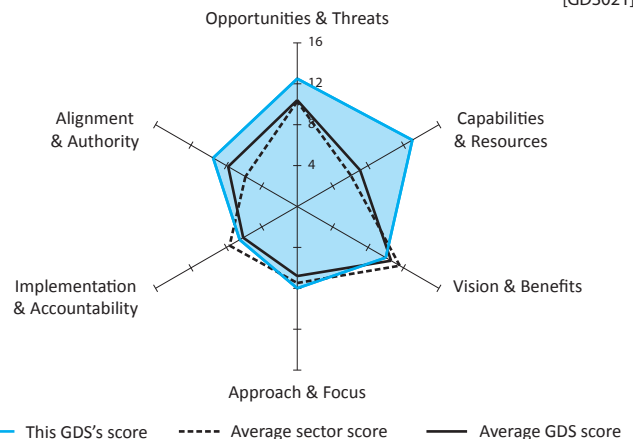 [GDS021]
Opportunities & Threats
16
12
8
4
Alignment
& Authority
Capabilities
& Resources
Implementation
& Accountability
Vision & Benefits
Approach & Focus
This GDS's score
Average sector score
Average GDS score